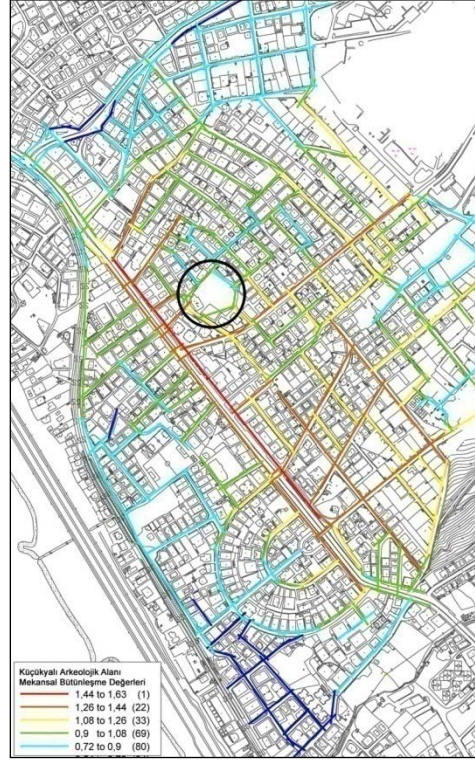 Küçükyalı Arkeolojik Alanı
Mekansal Bütünleşme Değerleri
1,44 to 1,63 (1)
1,26 to 1,44 (22)
1,08 to 1,26 (33)
0,9 to 1,08 (69)
0,72 to 0,9 (80)